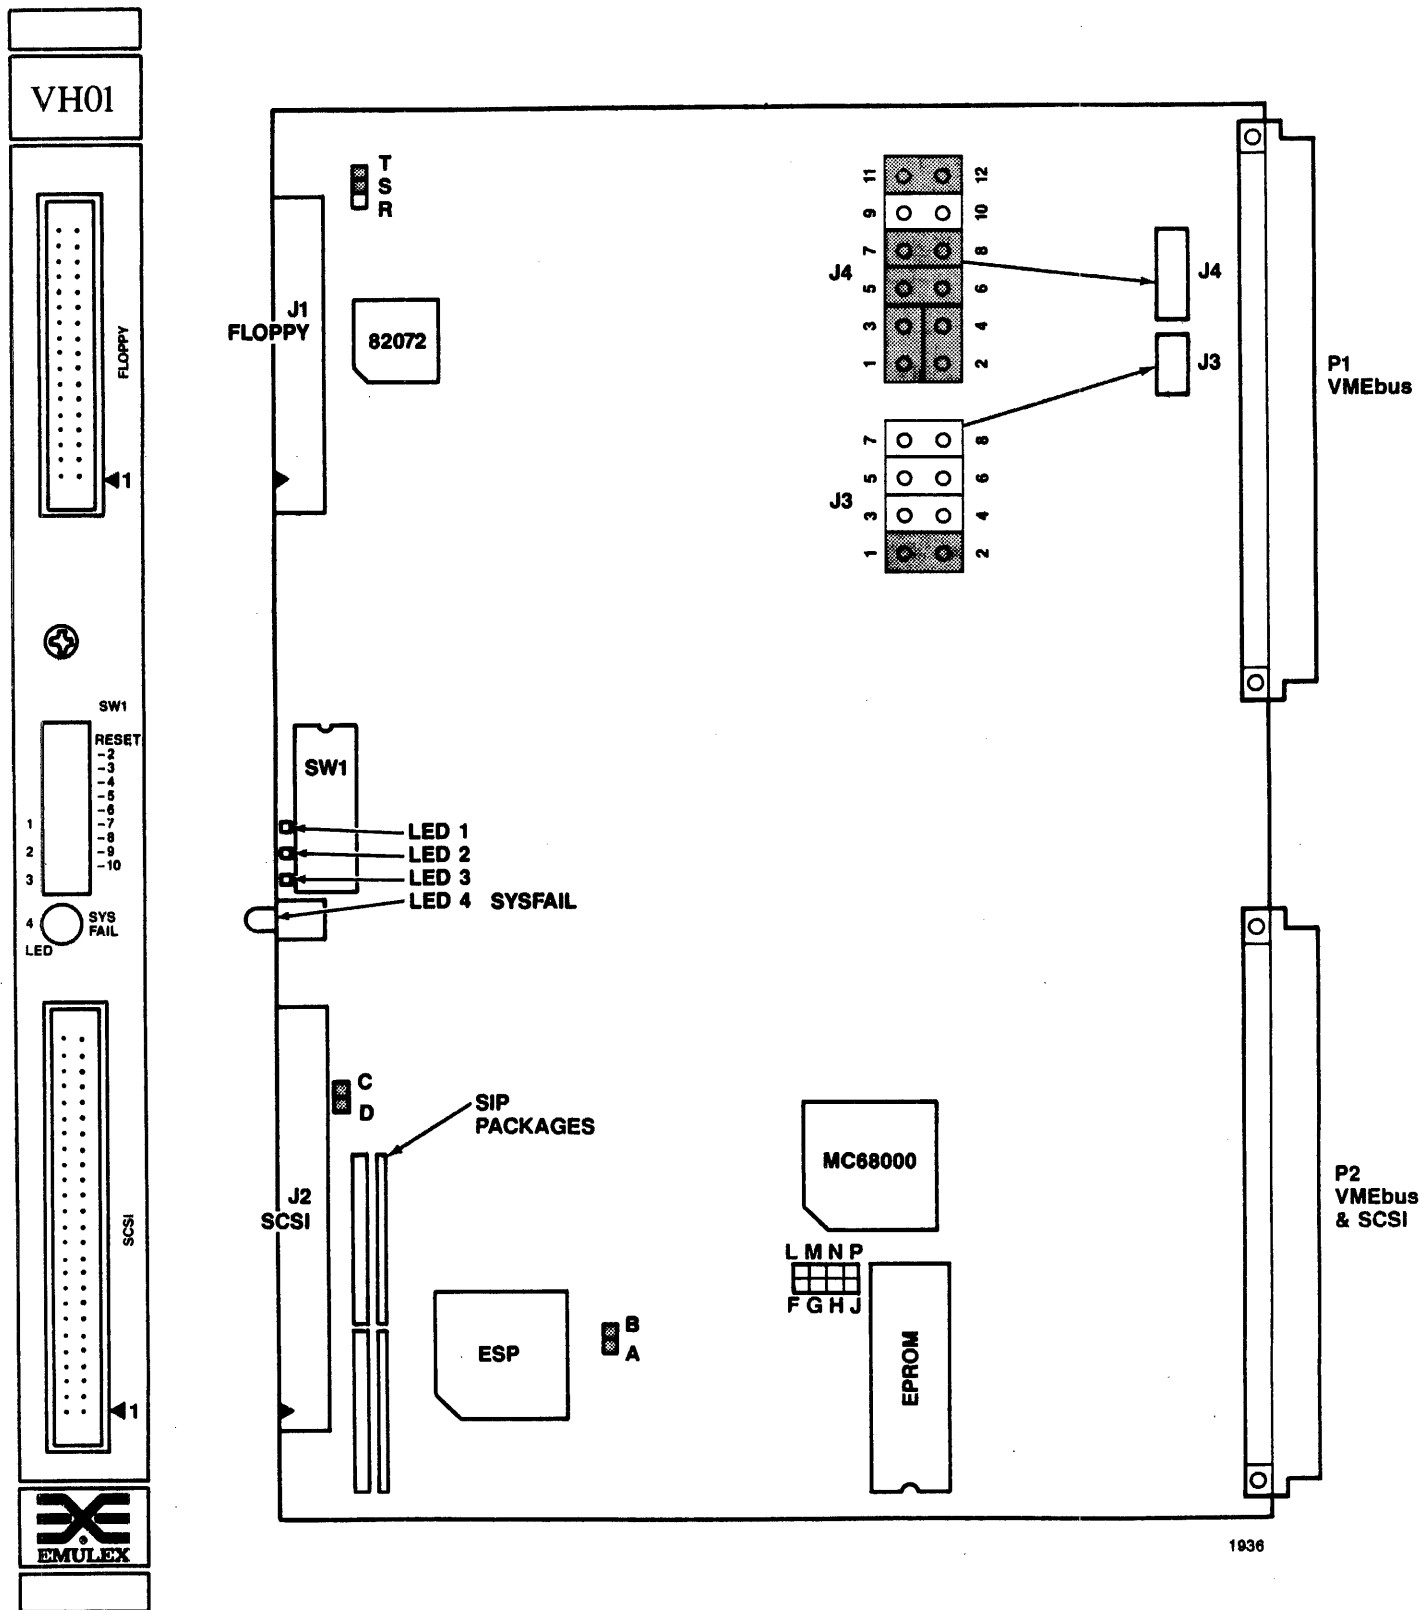 VH01
FLOPPY
1
SW1
RESET
-2
-3
-4
-5
-6
-7
-8
-9
-10
1
2
3
4
SYS
FAIL
LED
SCSI
1
EMULEX
T
S
R
J1
FLOPPY
82072
J4
11 12
9 10
7 8
5 6
3 4
1 2
J3
7 8
5 6
3 4
1 2
J4
J3
P1
VMEbus
SW1
LED 1
LED 2
LED 3
LED 4 SYSFAIL
C
D
SIP
PACKAGES
J2
SCSI
MC68000
L M N P
F G H J
ESP
B
A
EPROM
P2
VMEbus
& SCSI
1936